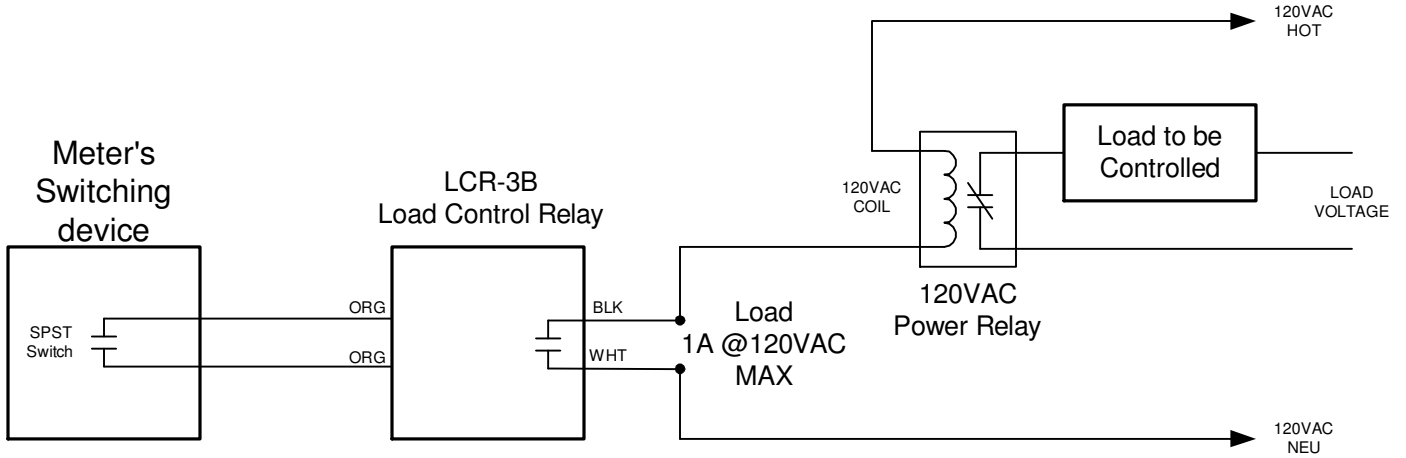 120VAC
HOT
Meter's
Switching
device
LCR-3B
Load Control Relay
Load to be
Controlled
120VAC
COIL
LOAD
VOLTAGE
SPST
Switch
ORG
ORG
BLK
WHT
Load
1A @120VAC
MAX
120VAC
Power Relay
120VAC
NEU